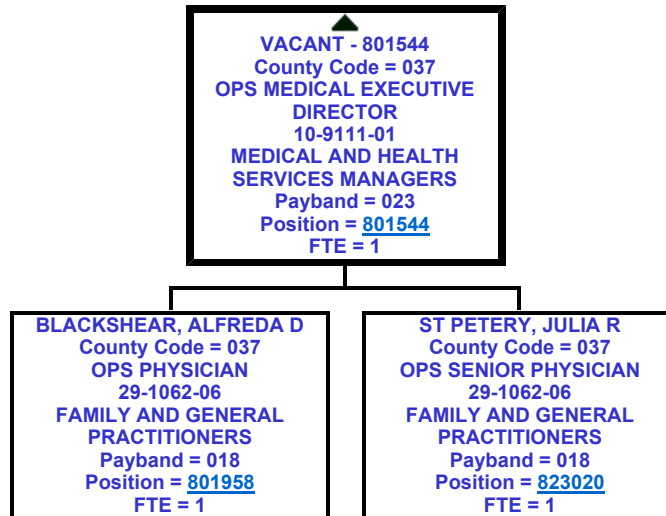 VACANT - 801544
County Code = 037
OPS MEDICAL EXECUTIVE
DIRECTOR
10-9111-01
MEDICAL AND HEALTH
SERVICES MANAGERS
Payband = 023
Position = 801544
FTE = 1
BLACKSHEAR, ALFREDA D
County Code = 037
OPS PHYSICIAN
29-1062-06
FAMILY AND GENERAL
PRACTITIONERS
Payband = 018
Position = 801958
FTE = 1
ST PETERY, JULIA R
County Code = 037
OPS SENIOR PHYSICIAN
29-1062-06
FAMILY AND GENERAL
PRACTITIONERS
Payband = 018
Position = 823020
FTE = 1